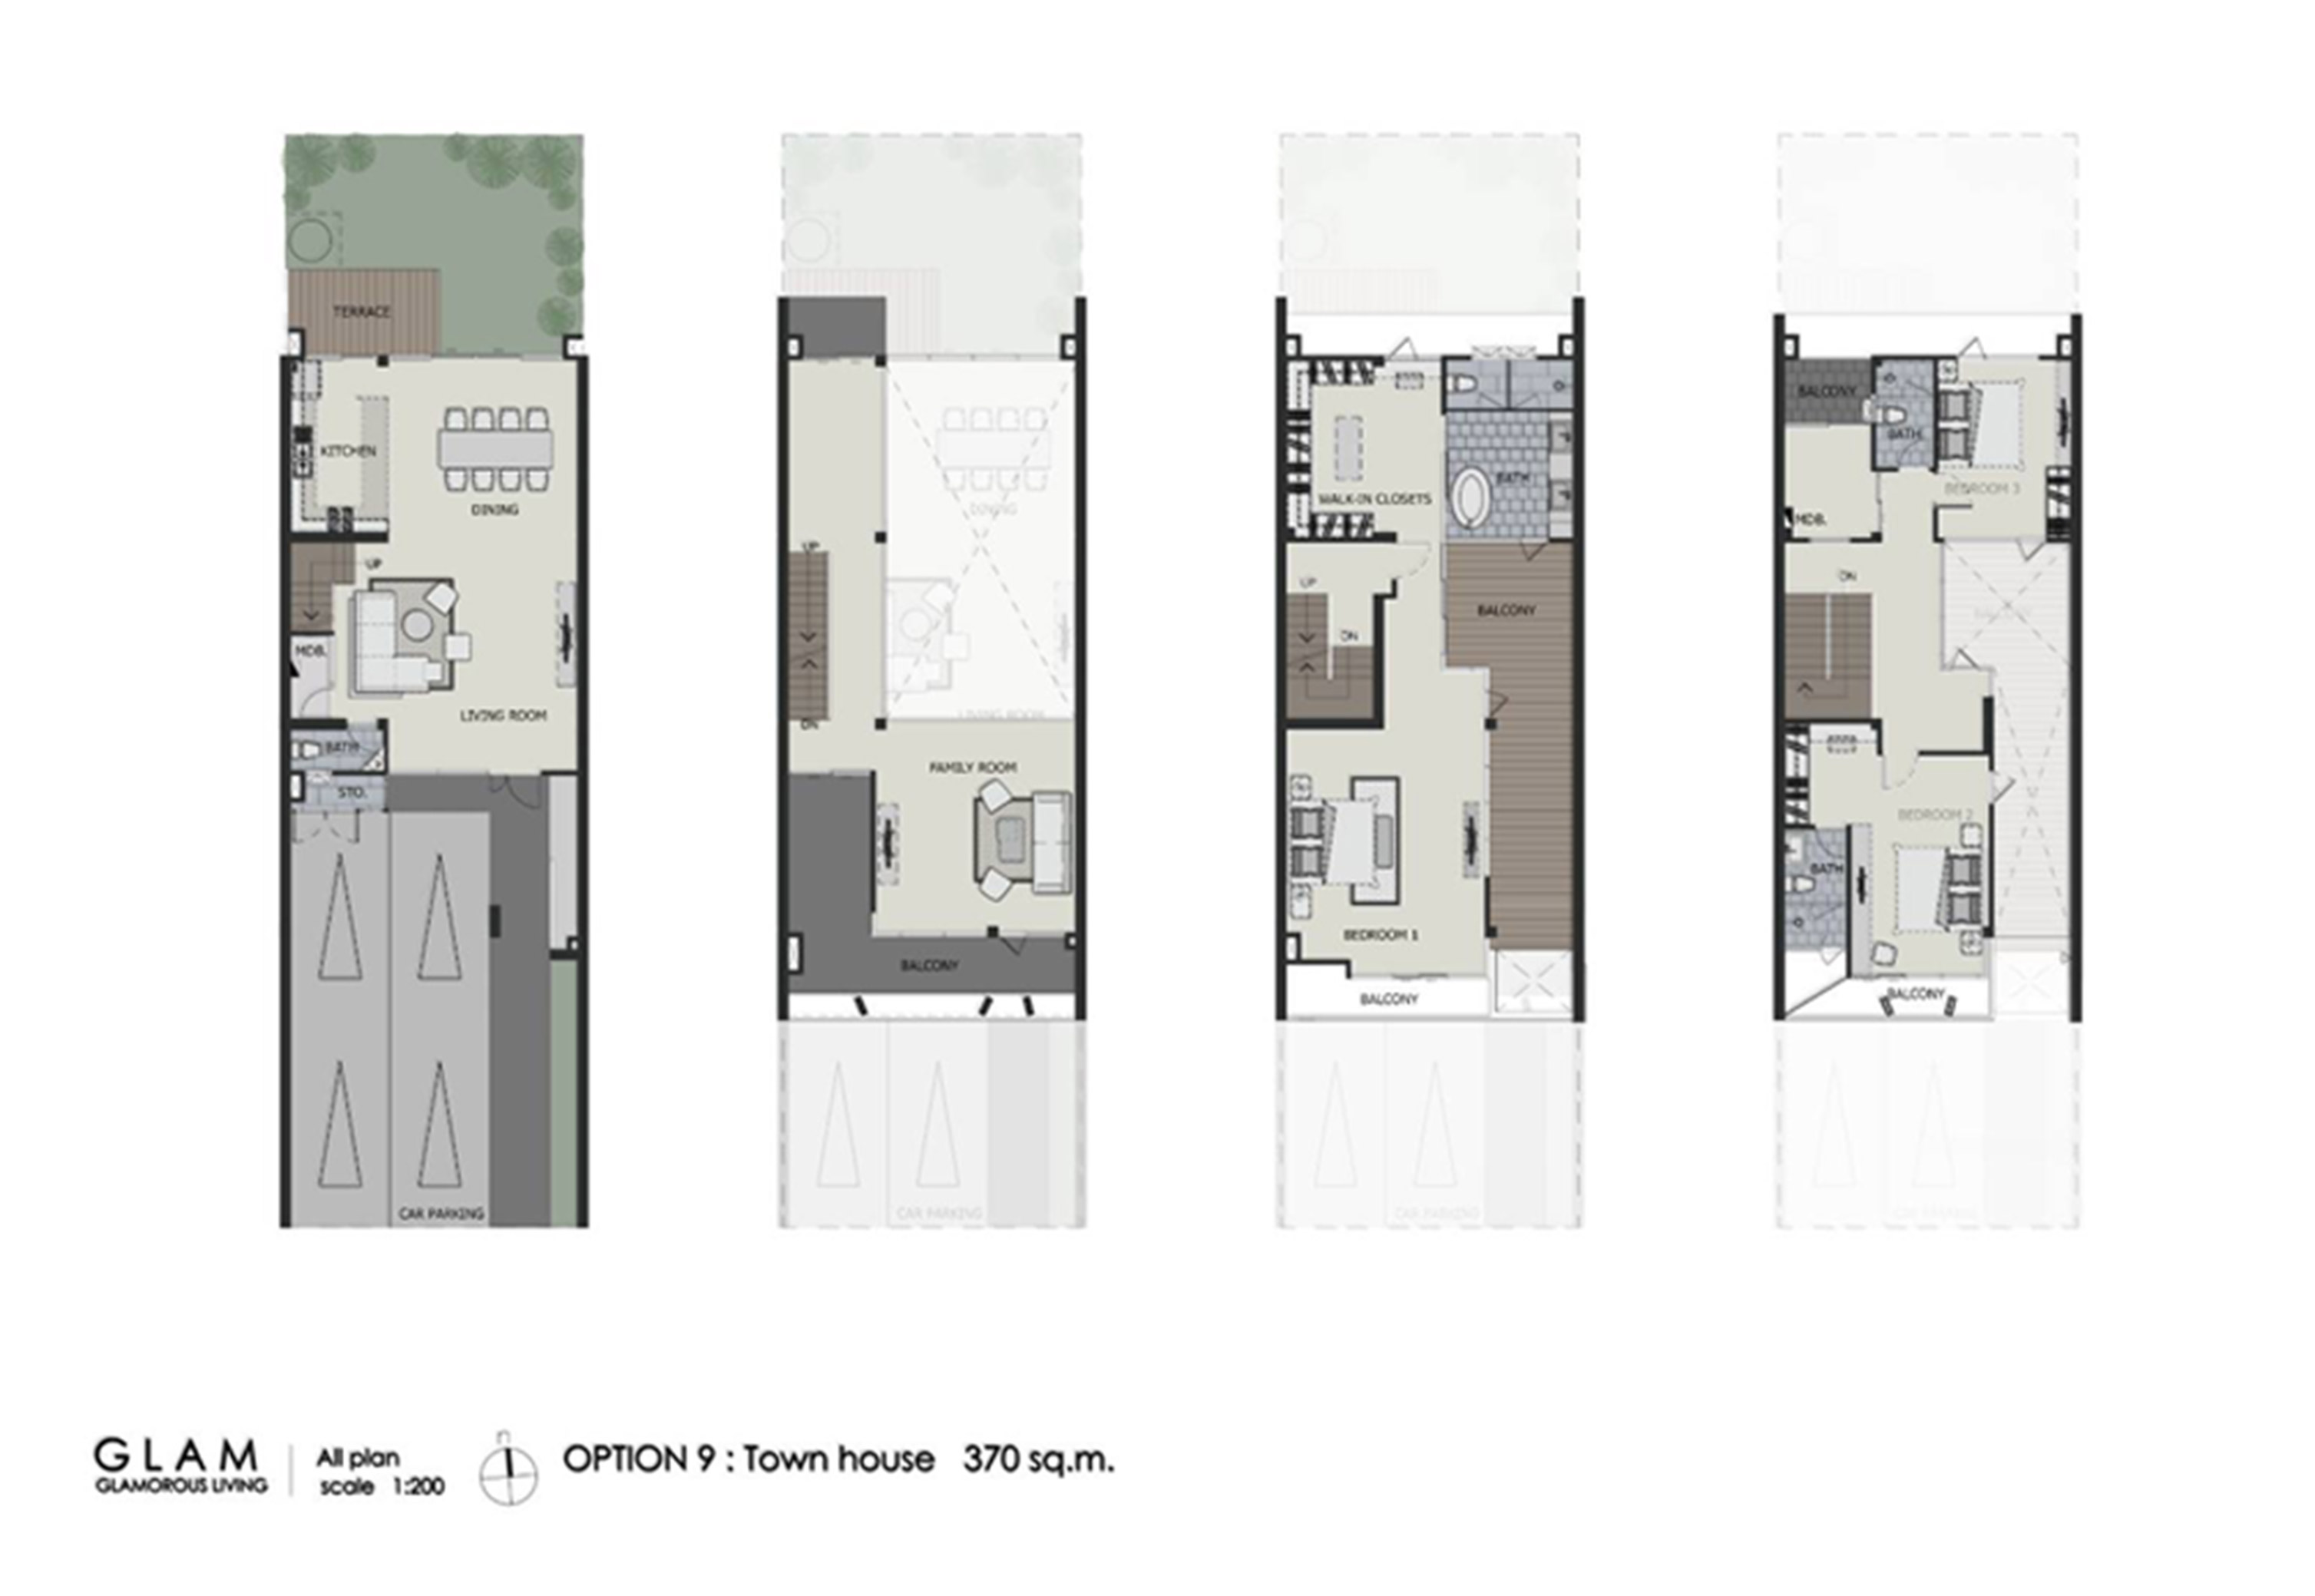 TERRACE
KITCHEN
DINING
UP
MDB.
LIVING ROOM
BATH
STO.
CAR PARKING
DINING
UP
LIVING ROOM
DN
FAMILY ROOM
BALCONY
CAR PARKING
WALK-IN CLOSETS
BATH
UP
BALCONY
DN
BEDROOM 1
BALCONY
CAR PARKING
BALCONY
BATH
BEDROOM 3
MDB.
DN
BALCONY
BEDROOM 2
BATH
BALCONY
CAR PARKING
GLAM
GLAMOROUS LIVING
All plan
scale 1:200
n
OPTION 9 : Town house 370 sq.m.